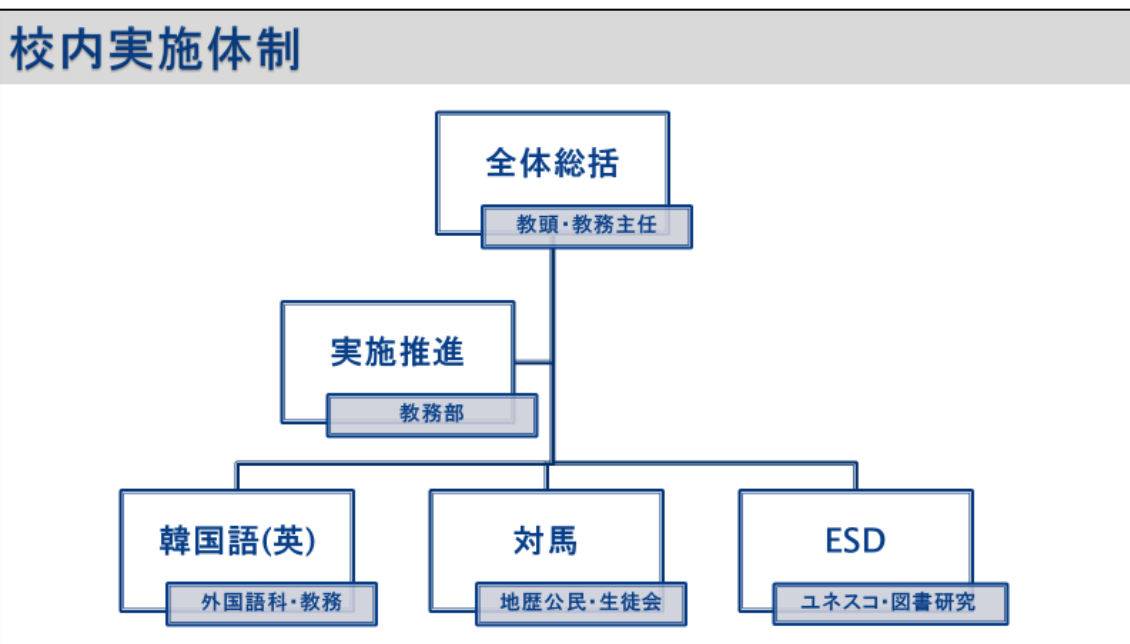 校内実施体制
全体総括
教頭・教務主任
実施推進
教務部
韓国語(英)
外国語科・教務
対馬
地歴公民・生徒会
ESD
ユネスコ・図書研究